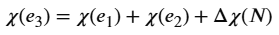 χ(e₃) = χ(e₁) + χ(e₂) + Δχ(N)